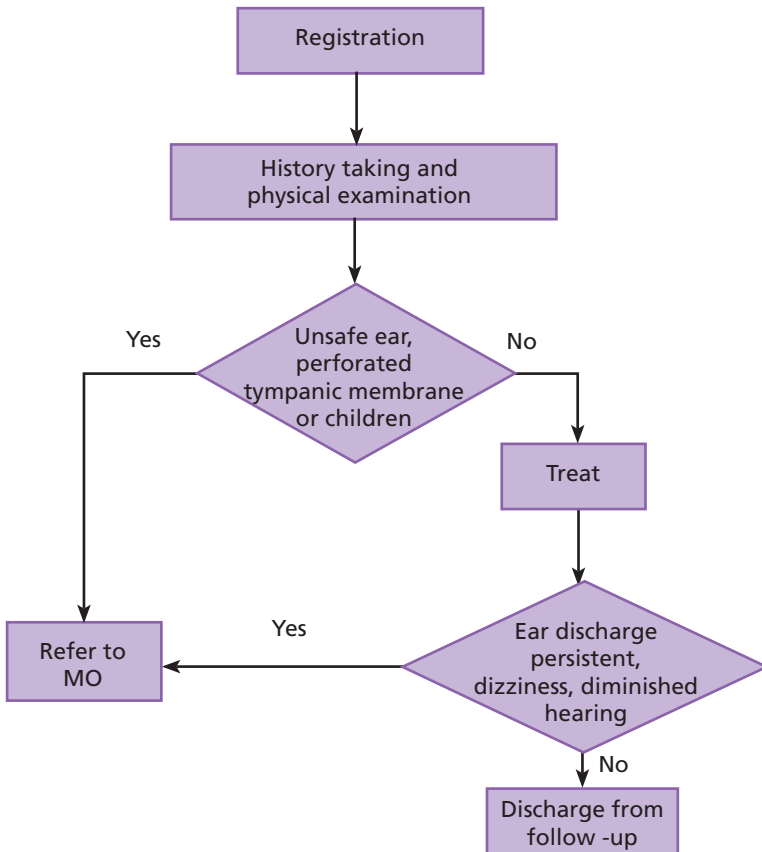 Registration
History taking and
physical examination
Yes
No
Unsafe ear,
perforated
tympanic membrane
or children
Treat
Yes
Refer to
MO
Ear discharge
persistent,
dizziness, diminished
hearing
No
Discharge from
follow -up